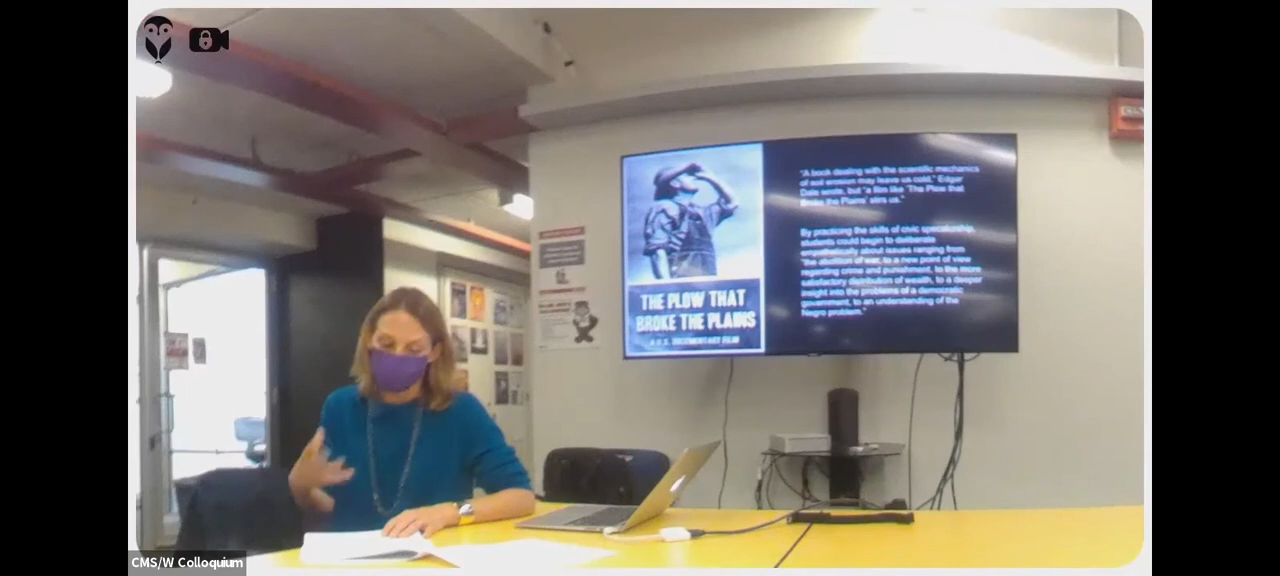 THE PLOW THAT
BROKE THE PLAINS
A U.S. DOCUMENTARY FILM
"A book dealing with the scientific mechanics
of soil erosion may leave us cold," Edgar
Dale wrote, but "a film like 'The Plow that
Broke the Plains' stirs us."
By practicing the skills of civic spectatorship,
students could begin to deliberate
empathetically about issues ranging from
"the abolition of war, to a new point of view
regarding crime and punishment, to the more
satisfactory distribution of wealth, to a deeper
insight into the problems of a democratic
government, to an understanding of the
Negro problem."
CMS/W Colloquium